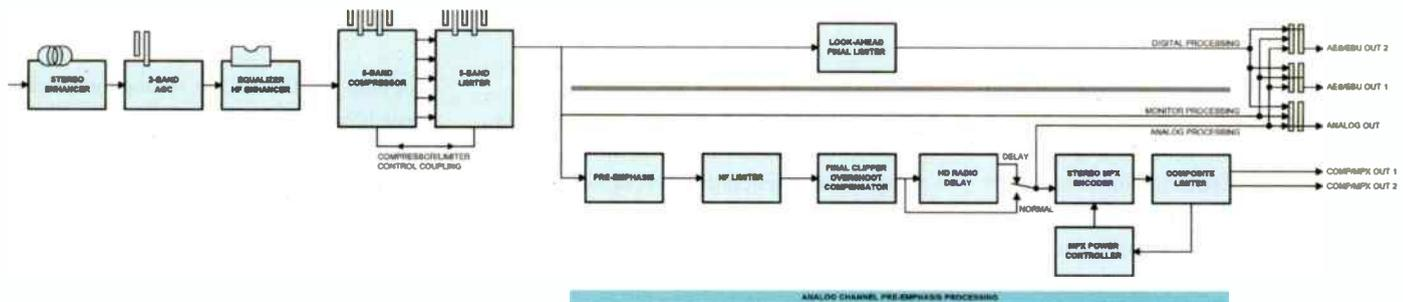 STEREO
ENHANCER
2-BAND
AGC
EQUALIZER
HF ENHANCER
5-BAND
COMPRESSOR
5-BAND
LIMITER
COMPRESSOR/LIMITER
CONTROL COUPLING
LOOK-AHEAD
FINAL LIMITER
DIGITAL PROCESSING
AES/EBU OUT 2
AES/EBU OUT 1
MONITOR PROCESSING
ANALOG PROCESSING
ANALOG OUT
PRE-EMPHASIS
HF LIMITER
FINAL CLIPPER
OVERSHOOT
COMPENSATOR
HD RADIO
DELAY
DELAY
NORMAL
STEREO MPX
ENCODER
COMPOSITE
LIMITER
COMP/MPX OUT 1
COMP/MPX OUT 2
MPX POWER
CONTROLLER
ANALOG CHANNEL PRE-EMPHASIS PROCESSING